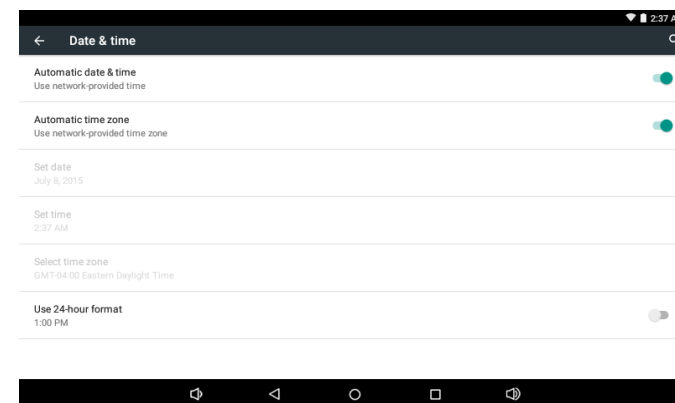 2:37 A
Date & time
Automatic date & time
Use network-provided time
Automatic time zone
Use network-provided time zone
Set date
July 8, 2015
Set time
2:37 AM
Select time zone
GMT-04:00 Eastern Daylight Time
Use 24-hour format
1:00 PM